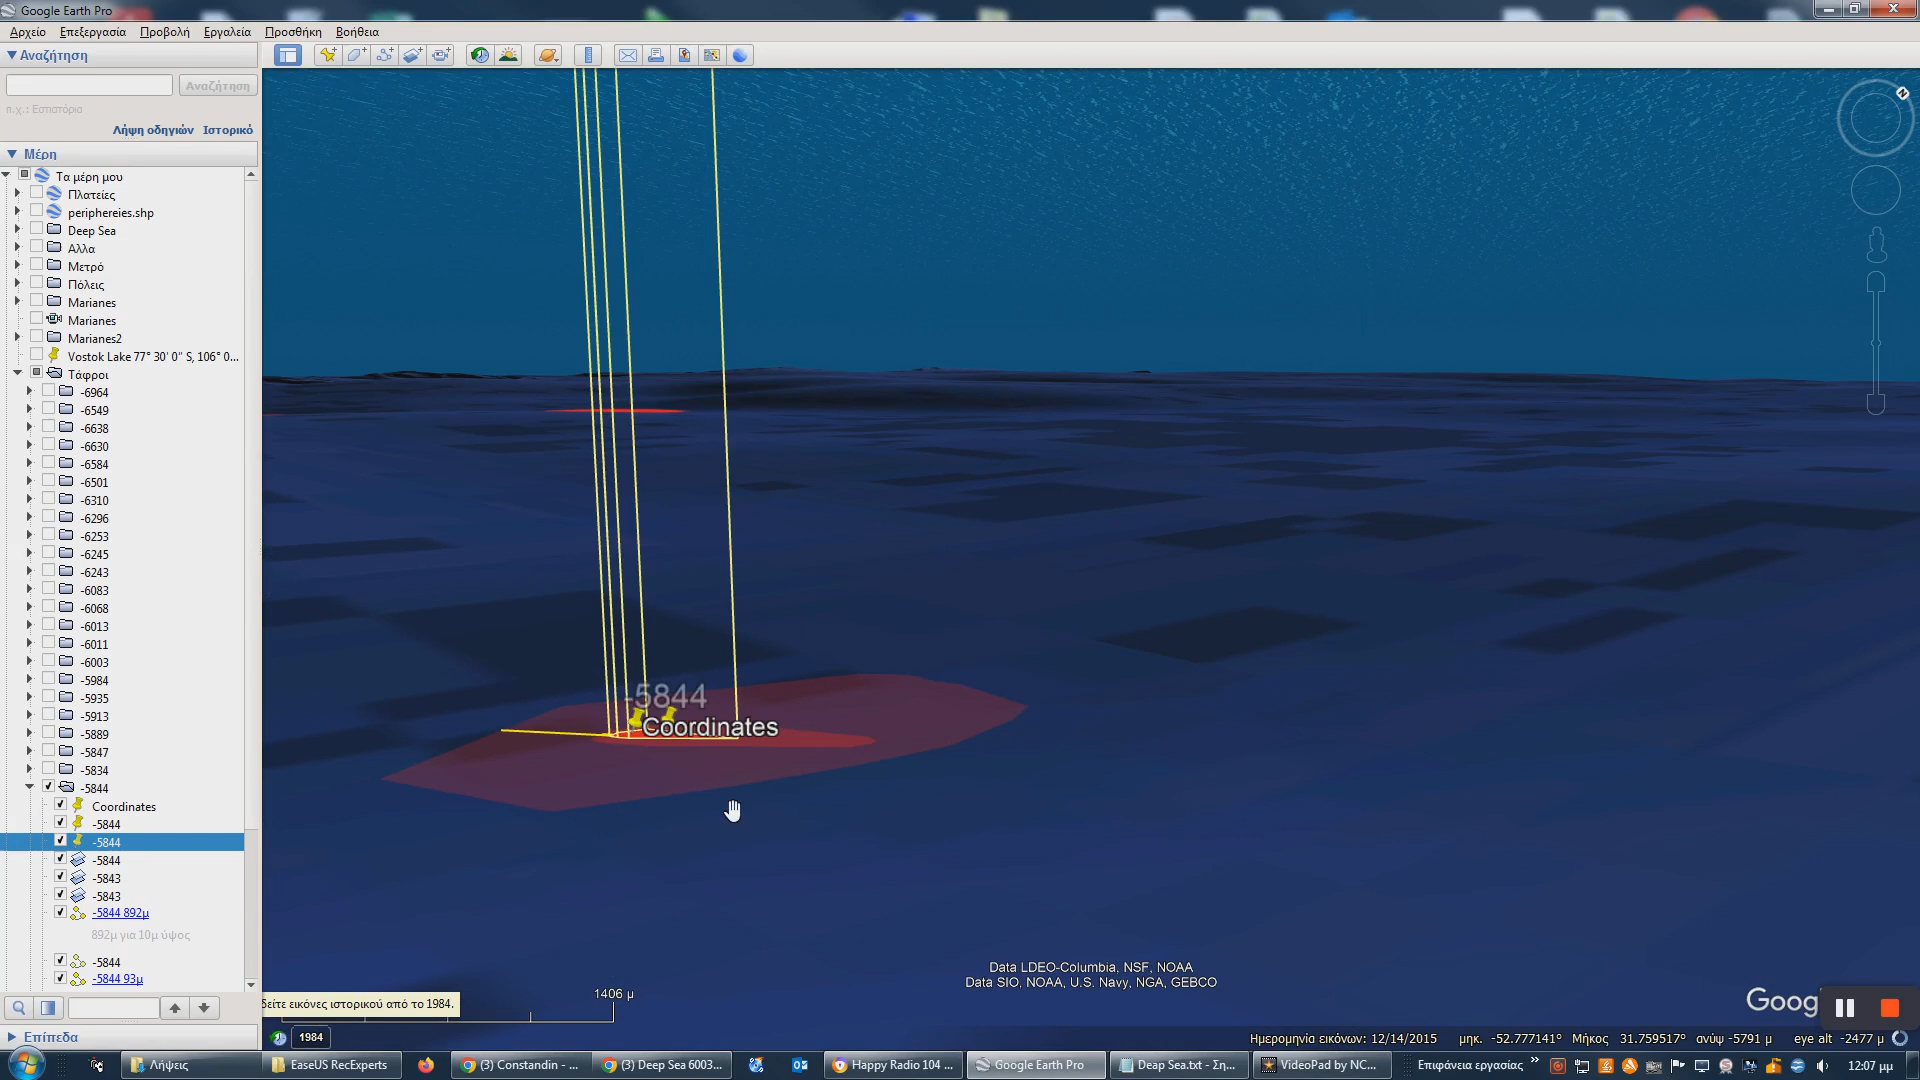 Google Earth Pro
Αρχείο Επεξεργασία Προβολή Εργαλεία Προσθήκη Βοήθεια
Αναζήτηση
Αναζήτηση
π.χ.: Εστιατόρια
Λήψη οδηγιών Ιστορικό
Μέρη
Τα μέρη μου
Πλατείες
periphereies.shp
Deep Sea
Αλλα
Μετρό
Πόλεις
Marianes
Marianes
Marianes2
Vostok Lake 77° 30' 0" S, 106° 0...
Τάφροι
-6964
-6549
-6638
-6630
-6584
-6501
-6310
-6296
-6253
-6245
-6243
-6083
-6068
-6013
-6011
-6003
-5984
-5935
-5913
-5889
-5847
-5834
-5844
Coordinates
-5844
-5844
-5844
-5843
-5843
-5844 892μ
892μ για 10μ ύψος
-5844
-5844 93μ
Επίπεδα
N
-5844
Coordinates
Data LDEO-Columbia, NSF, NOAA
Data SIO, NOAA, U.S. Navy, NGA, GEBCO
1406 μ
δείτε εικόνες ιστορικού από το 1984.
Goog
1984
Ημερομηνία εικόνων: 12/14/2015 μηκ. -52.777141° Μήκος 31.759517° ανύψ -5791 μ eye alt -2477 μ
Λήψεις
EaseUS RecExperts
(3) Constandin - ...
(3) Deep Sea 6003...
Happy Radio 104 ...
Google Earth Pro
Deap Sea.txt - Ση...
VideoPad by NC...
Επιφάνεια εργασίας
12:07 μμ